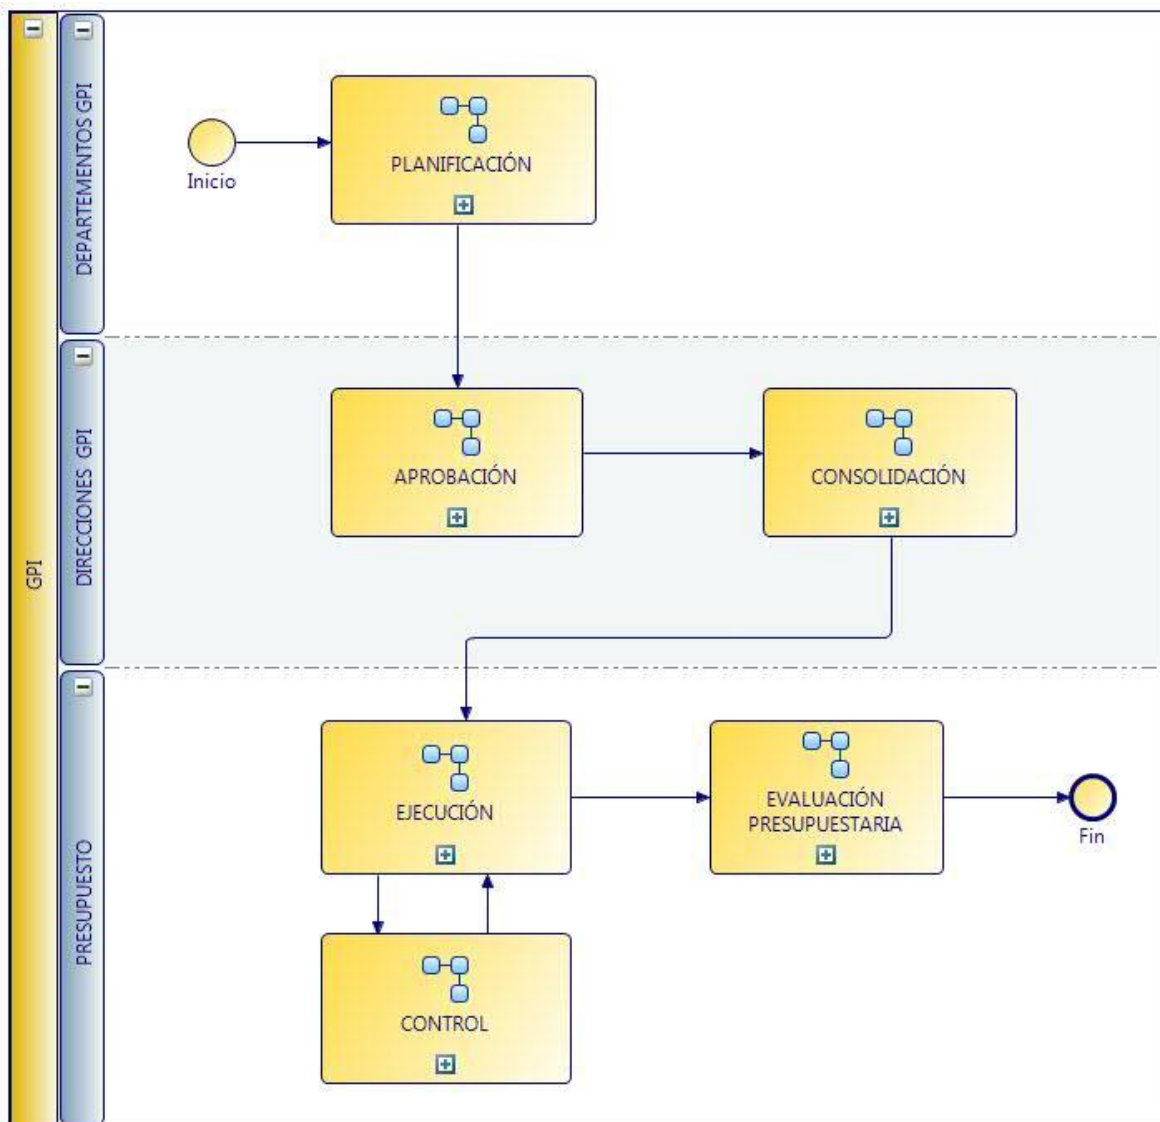 GPI
DEPARTEMENTOS GPI
Inicio
PLANIFICACIÓN
DIRECCIONES GPI
APROBACIÓN
CONSOLIDACIÓN
PRESUPUESTO
EJECUCIÓN
EVALUACIÓN
PRESUPUESTARIA
Fin
CONTROL